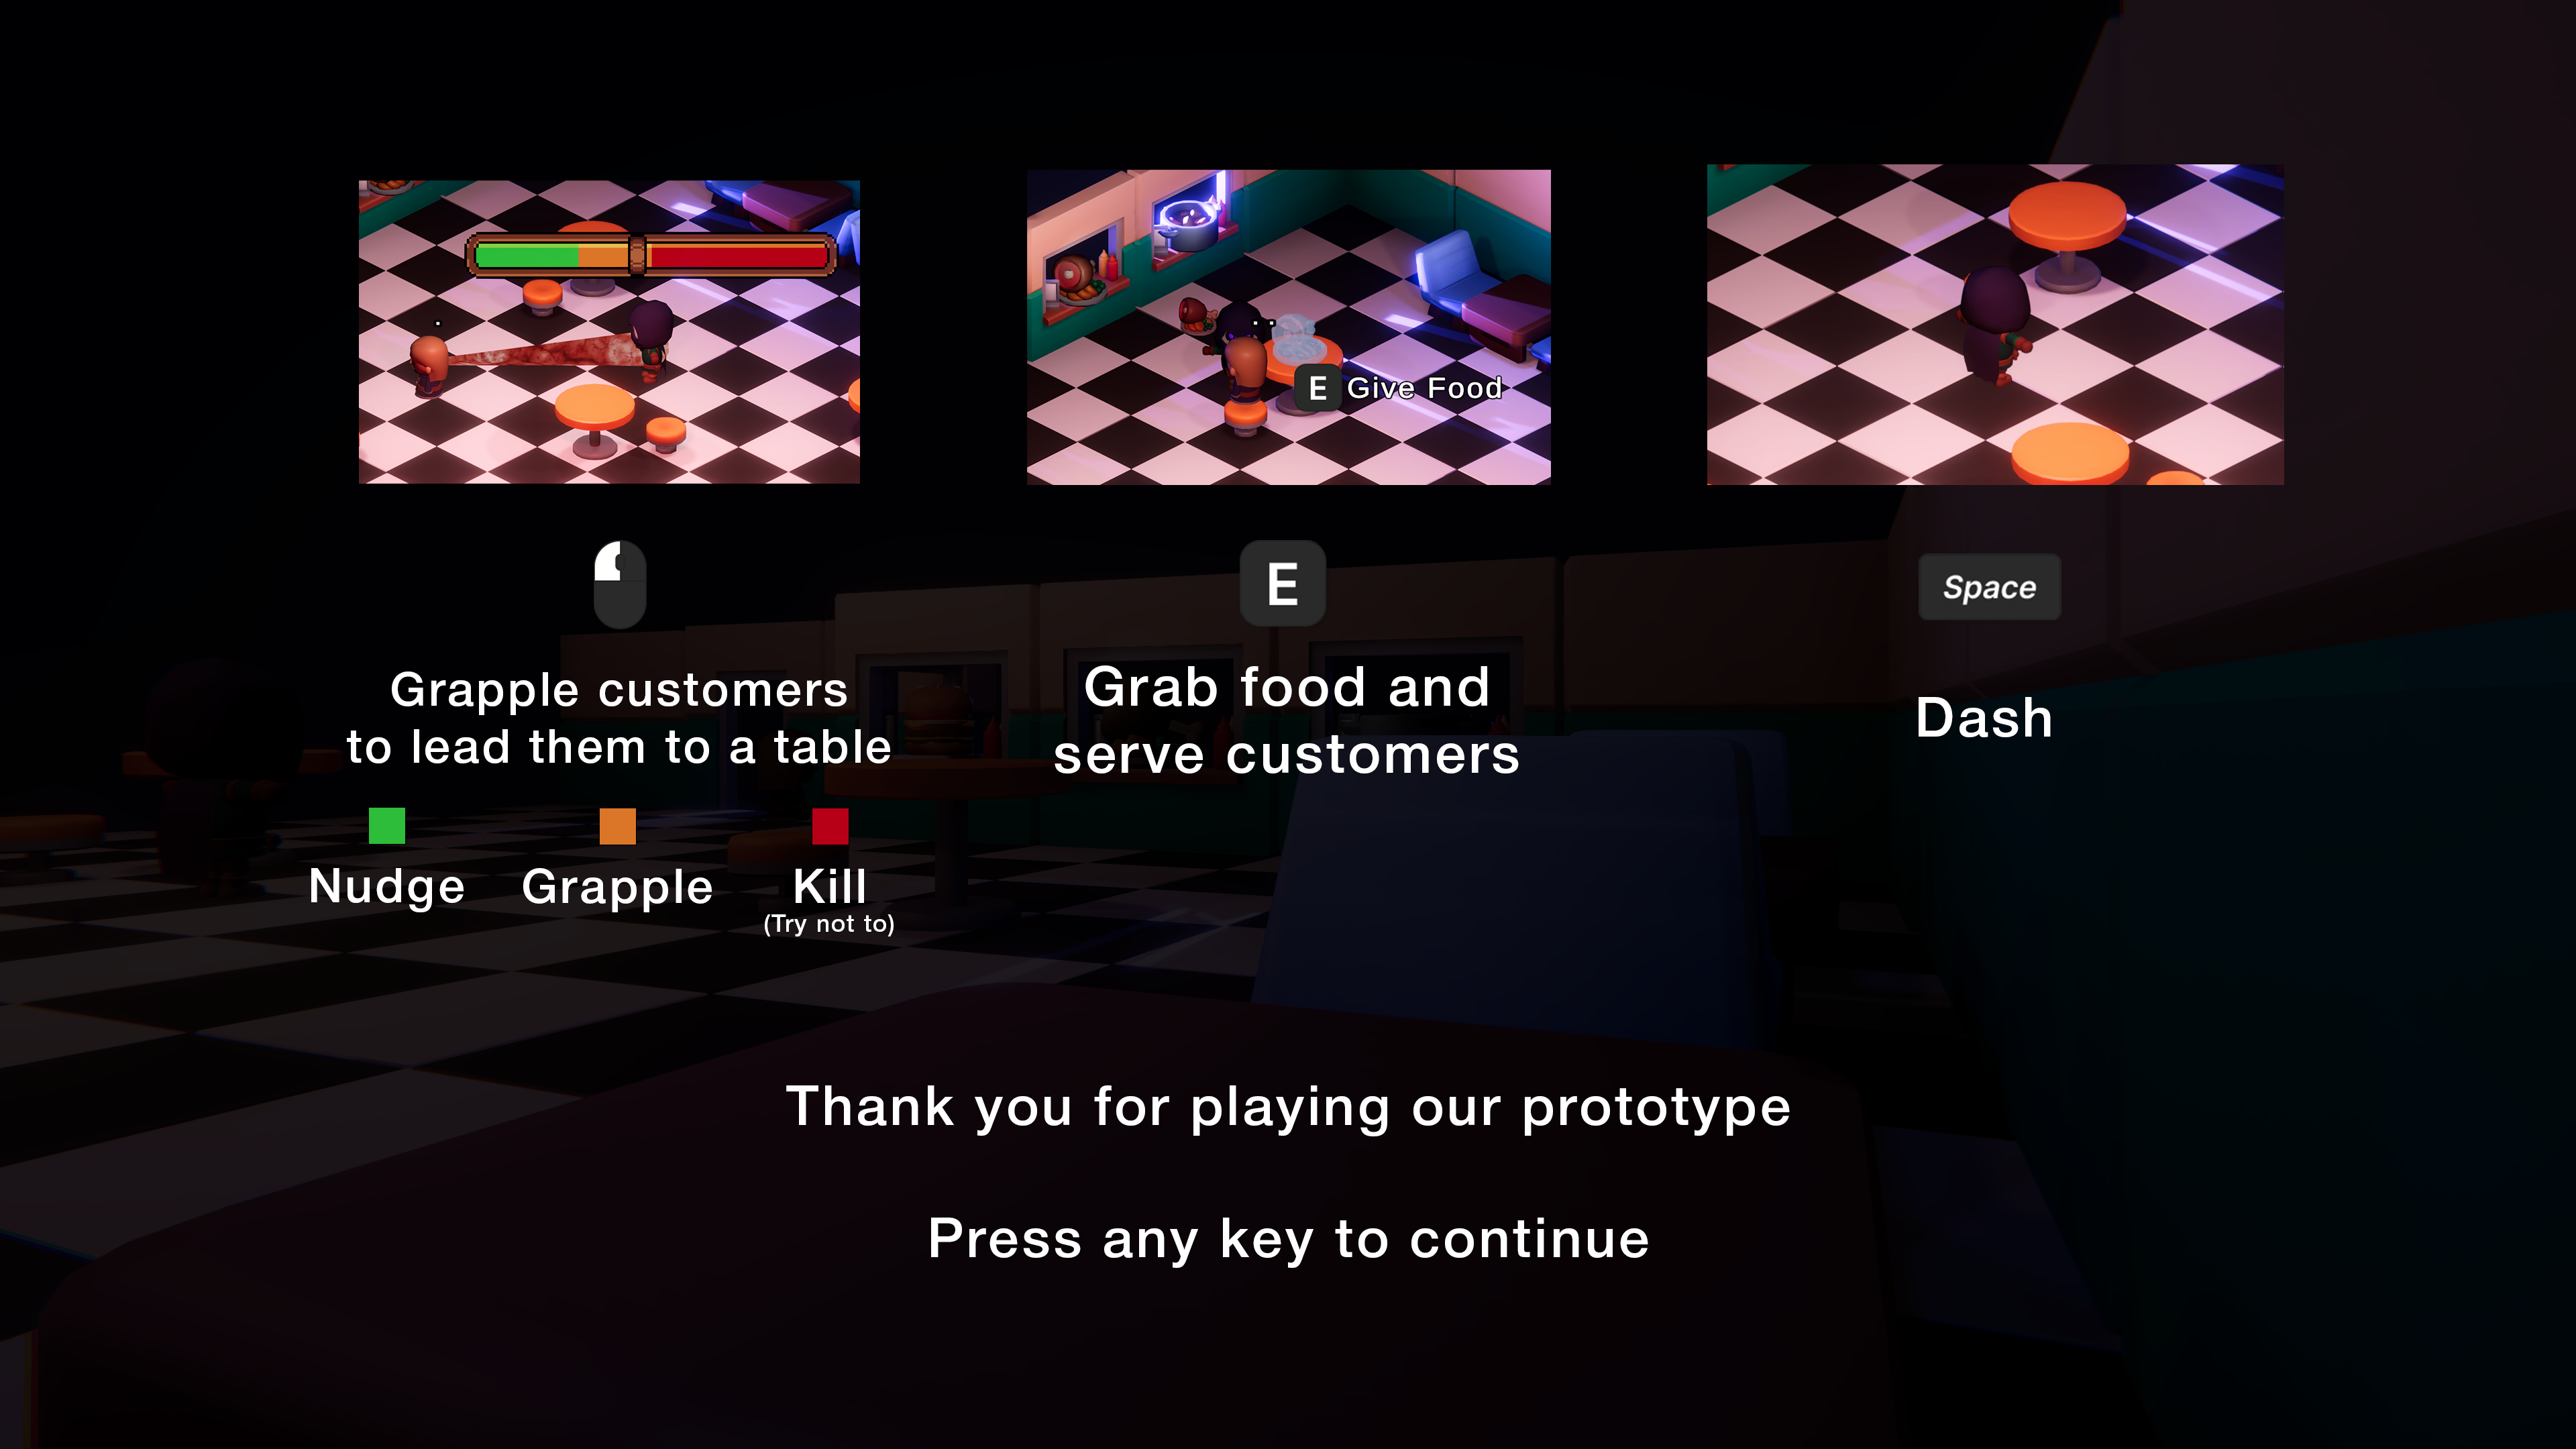 E Give Food
E
Space
Grapple customers
to lead them to a table
Grab food and
serve customers
Dash
Nudge
Grapple
Kill
(Try not to)
Thank you for playing our prototype
Press any key to continue